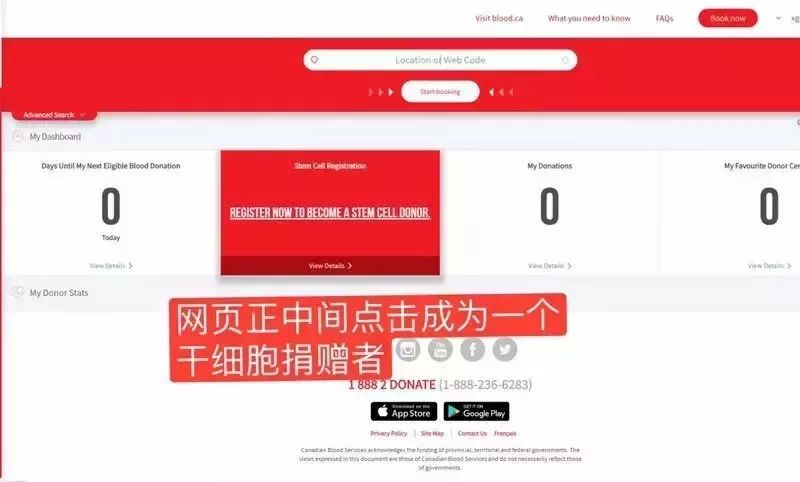 Visit blood.ca
What you need to know
FAQs
Book now
Location or Web Code
Start booking
Advanced Search
My Dashboard
Days Until My Next Eligible Blood Donation
0
Today
View Details
Stem Cell Registration
REGISTER NOW TO BECOME A STEM CELL DONOR.
View Details
My Donations
0
View Details
My Favourite Donor Cen
0
View Details
My Donor Stats
网页正中间点击成为一个
干细胞捐赠者
You
Tube
1 888 2 DONATE (1-888-236-6283)
Download on the
App Store
GET IT ON
Google Play
Privacy Policy | Site Map | Contact Us Français
Canadian Blood Services acknowledges the funding of provincial, territorial and federal governments. The
views expressed in this document are those of Canadian Blood Services and do not necessarily reflect those
of governments.